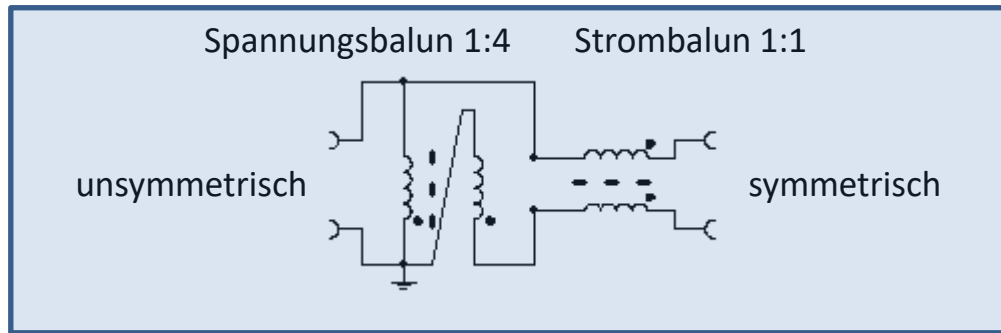 Spannungsbalun 1:4 Strombalun 1:1
unsymmetrisch symmetrisch